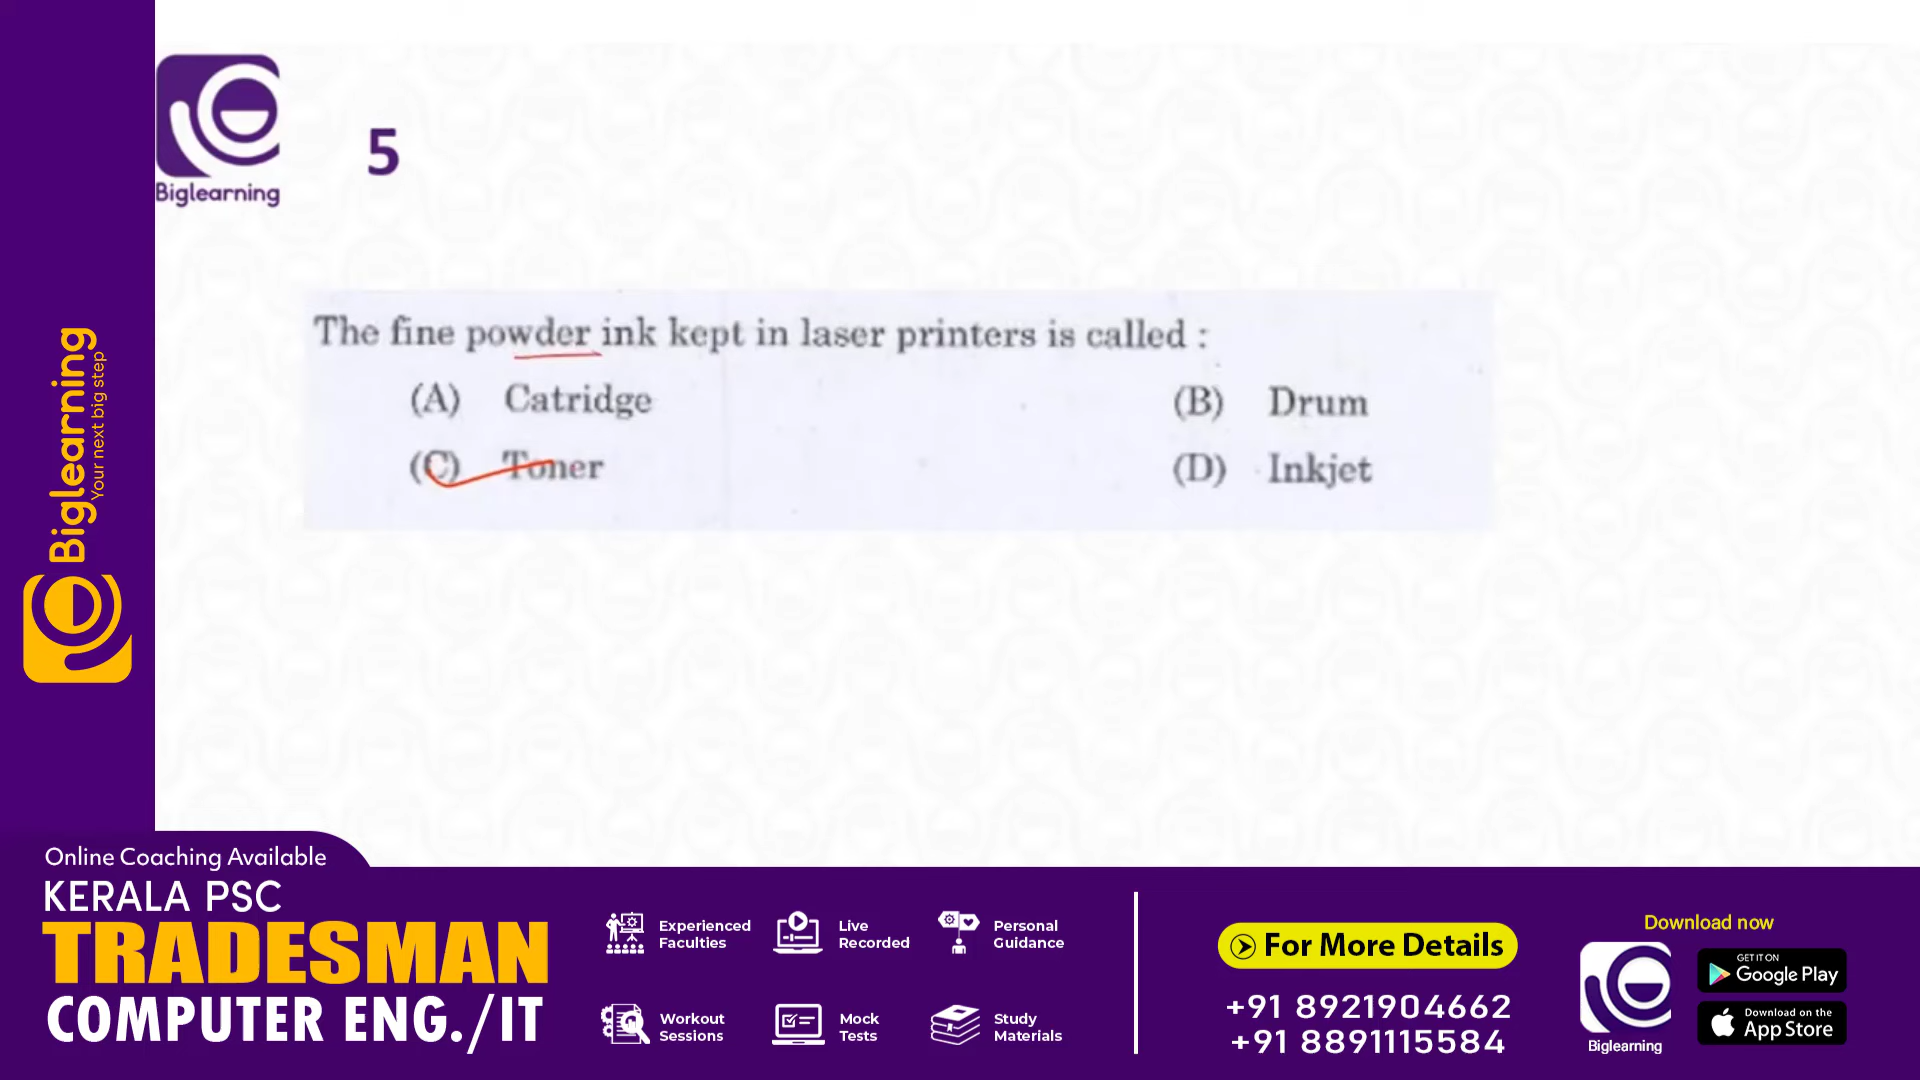 Biglearning
5
The fine powder ink kept in laser printers is called :
(A) Catridge
(B) Drum
(C) Toner
(D) Inkjet
Biglearning
Your next big step
Online Coaching Available
KERALA PSC
TRADESMAN
COMPUTER ENG./IT
Experienced
Faculties
Live
Recorded
Personal
Guidance
Workout
Sessions
Mock
Tests
Study
Materials
For More Details
+91 8921904662
+91 8891115584
Download now
Biglearning
GET IT ON
Google Play
Download on the
App Store